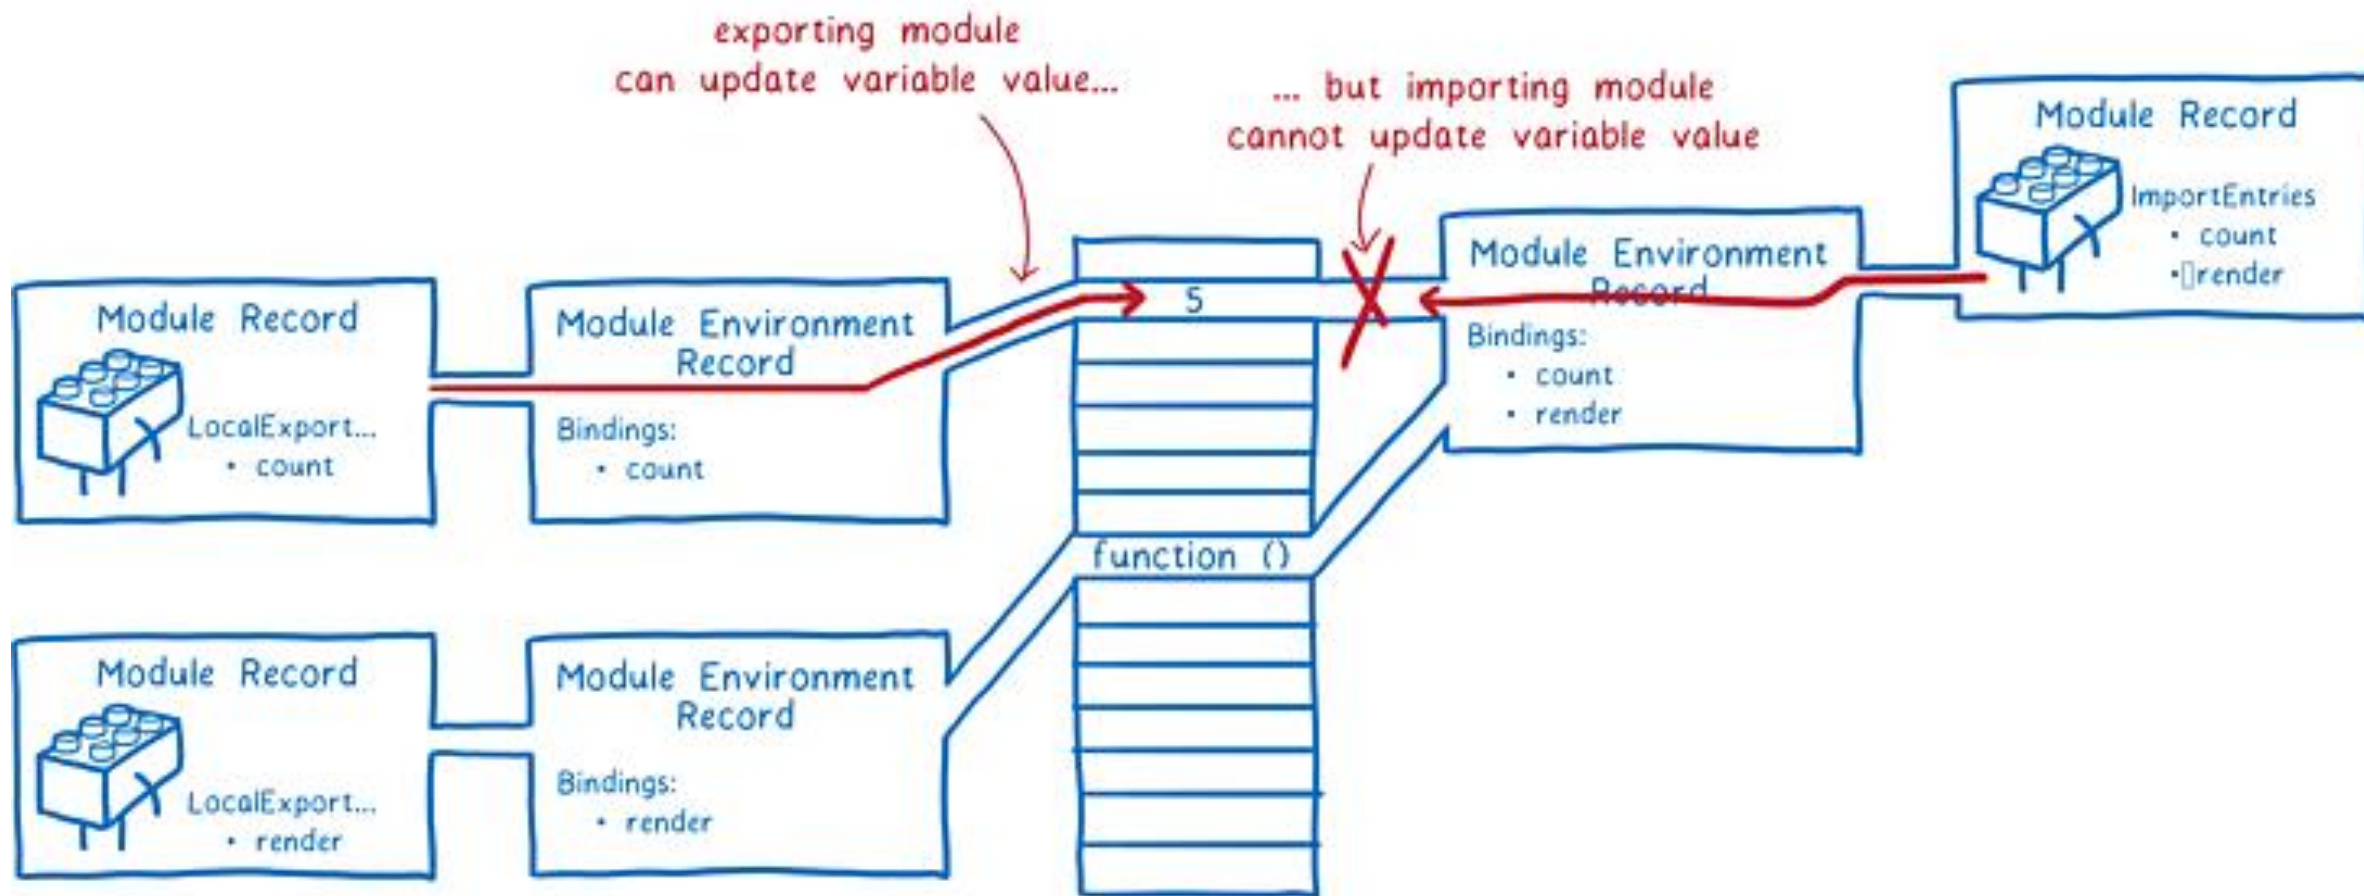 exporting module
can update variable value...
... but importing module
cannot update variable value
Module Record
ImportEntries
• count
•▯render
Module Environment
Record
Bindings:
• count
• render
5
Module Record
LocalExport...
• count
Module Environment
Record
Bindings:
• count
function ()
Module Record
LocalExport...
• render
Module Environment
Record
Bindings:
• render